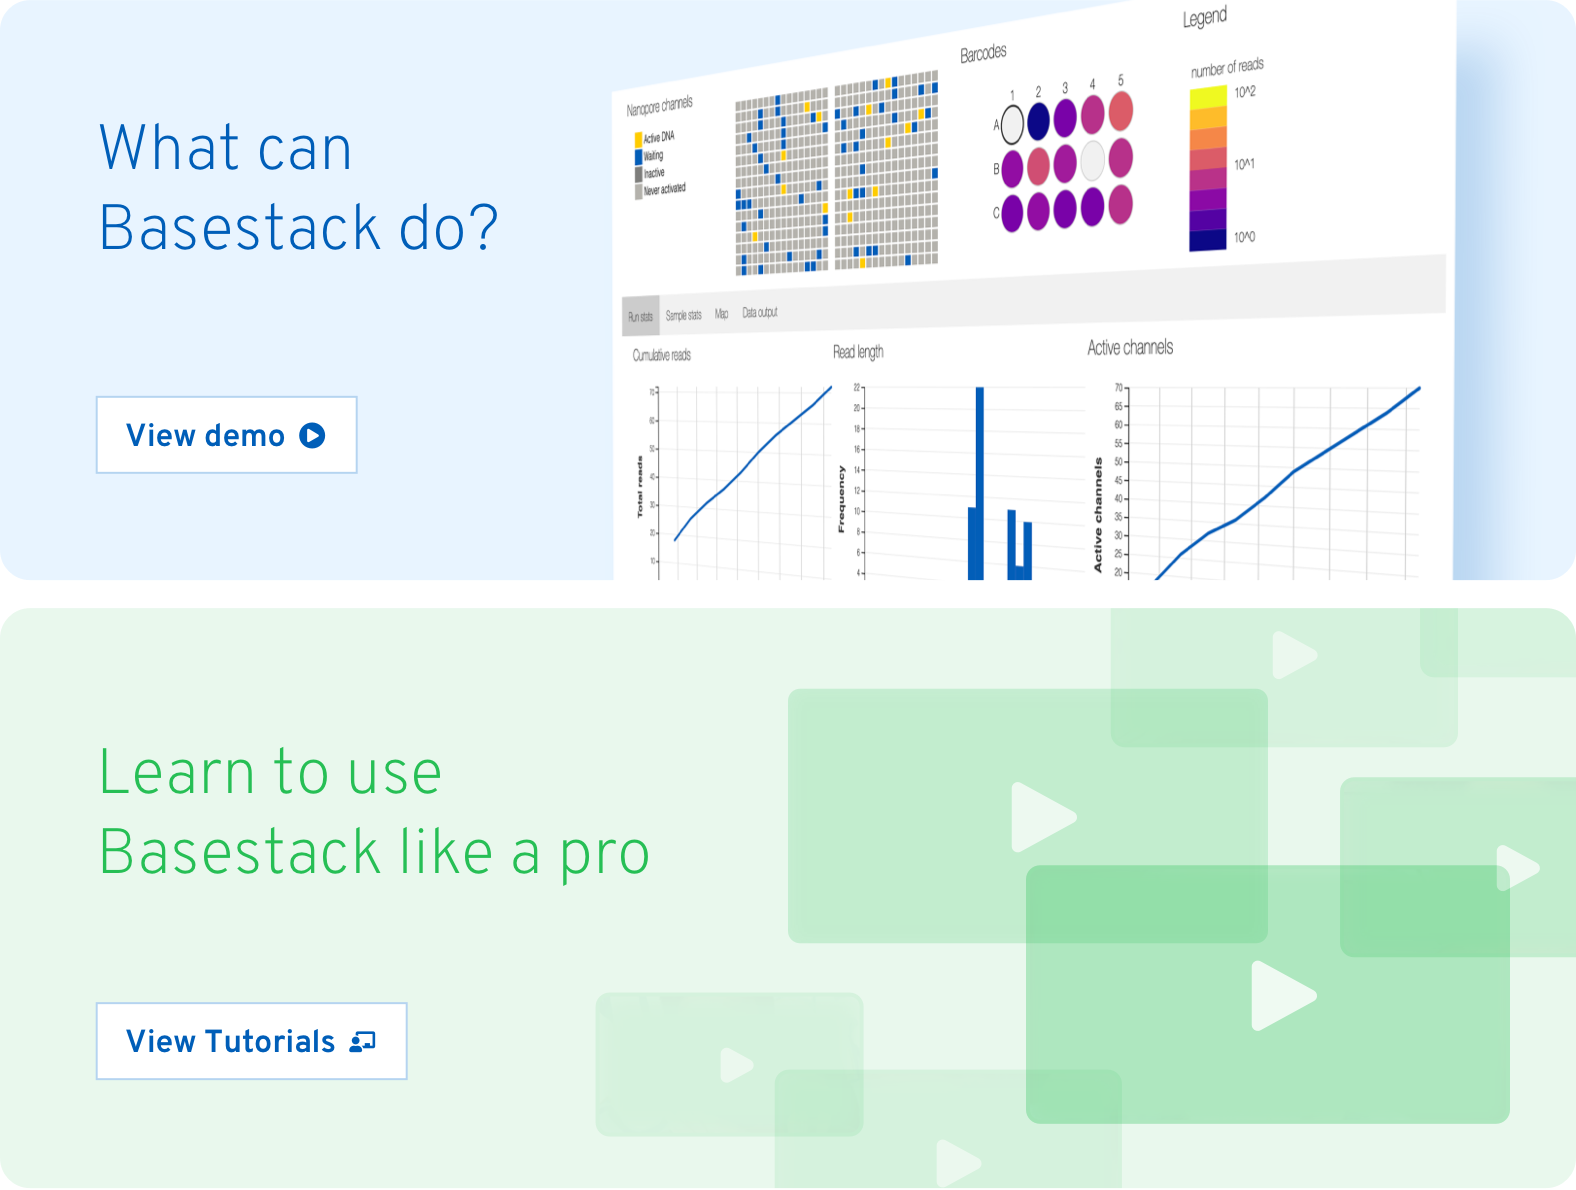 What can
Basestack do?
View demo
Nanopore channels
Active DNA
Waiting
Inactive
Never activated
Barcodes
1 2 3 4 5
A
B
C
Legend
number of reads
10^2
10^1
10^0
Run stats Sample stats Map Data output
Cumulative reads
Total reads
70
60
50
40
30
20
10
Read length
Frequency
22
20
18
16
14
12
10
8
6
4
Active channels
Active channels
70
65
60
55
50
45
40
35
30
25
20
Learn to use
Basestack like a pro
View Tutorials